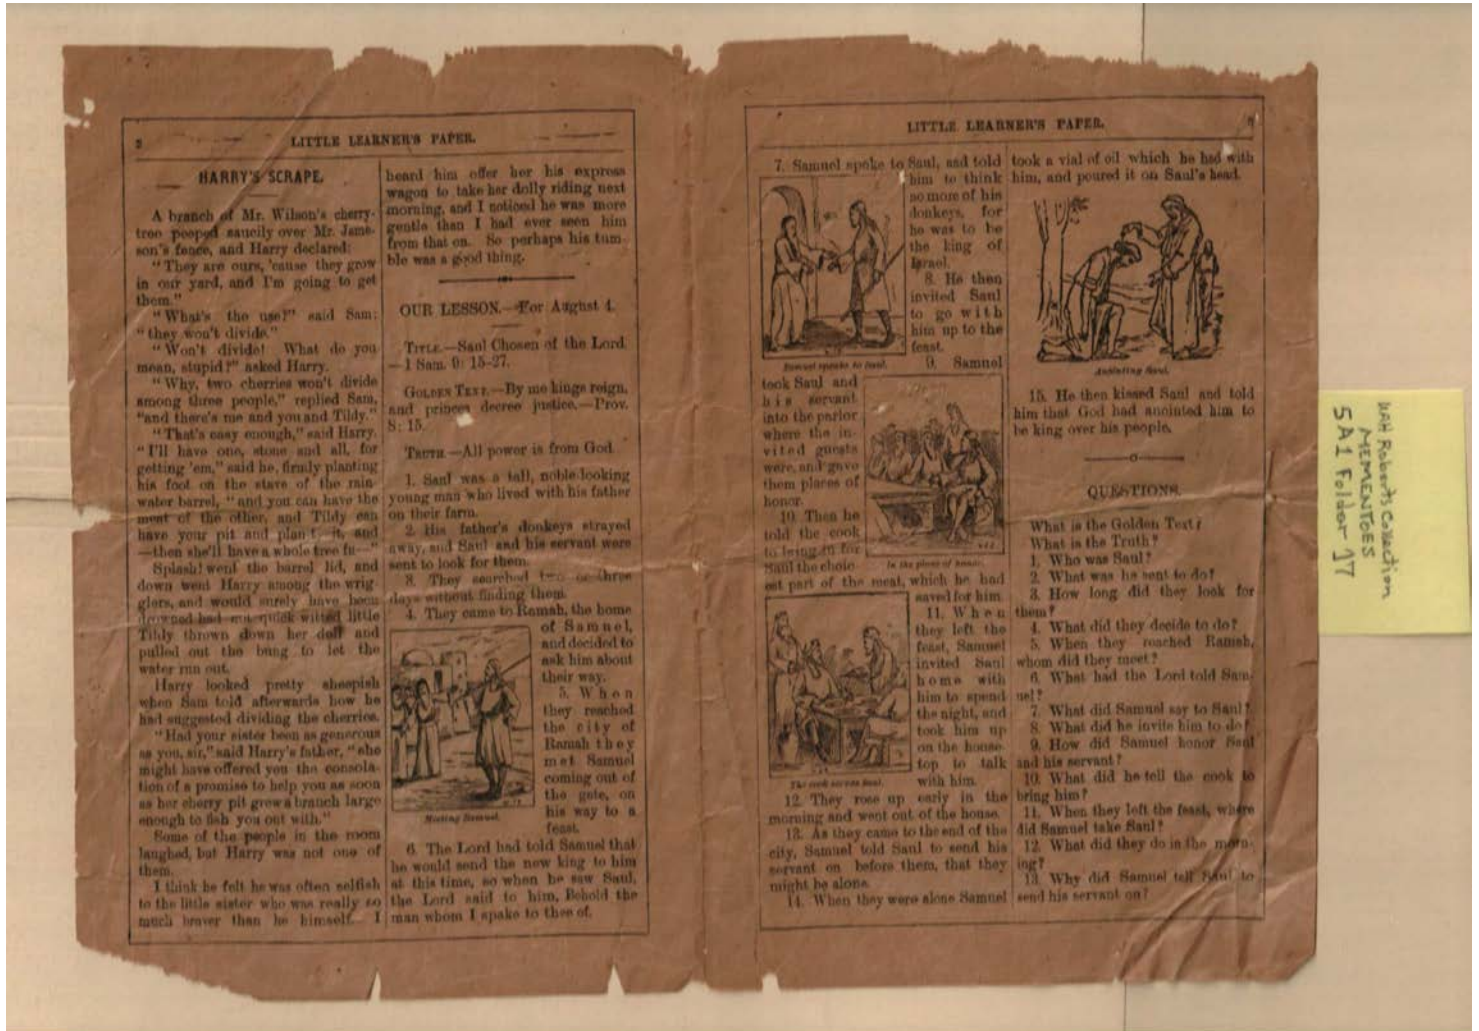 2
LITTLE LEARNER'S PAPER.
HARRY'S SCRAPE.
A branch of Mr. Wilson's cherry-
tree peeped saucily over Mr. Jame-
son's fence, and Harry declared:
"They are ours, 'cause they grow
in our yard, and I'm going to get
them."
"What's the use?" said Sam;
"they won't divide."
"Won't divide! What do you
mean, stupid?" asked Harry.
"Why, two cherries won't divide
among three people," replied Sam,
"and there's me and you and Tildy."
"That's easy enough," said Harry.
"I'll have one, stone and all, for
getting 'em," said he, firmly planting
his foot on the stave of the rain-
water barrel, "and you can have the
meat of the other, and Tildy can
have your pit and plant it, and
—then she'll have a whole tree fu—"
Splash! went the barrel lid, and
down went Harry among the wrig-
glers, and would surely have been
drowned had not quick witted little
Tildy thrown down her doll and
pulled out the bung to let the
water run out.
Harry looked pretty sheepish
when Sam told afterwards how he
had suggested dividing the cherries.
"Had your sister been as generous
as you, sir," said Harry's father, "she
might have offered you the consola-
tion of a promise to help you as soon
as her cherry pit grew a branch large
enough to fish you out with."
Some of the people in the room
laughed, but Harry was not one of
them.
I think he felt he was often selfish
to the little sister who was really so
much braver than he himself. I
heard him offer her his express
wagon to take her dolly riding next
morning, and I noticed he was more
gentle than I had ever seen him
from that on. So perhaps his tum
ble was a good thing.
OUR LESSON.—For August 4.
TITLE.—Saul Chosen of the Lord.
—1 Sam. 9: 15-27.
GOLDEN TEXT.—By me kings reign,
and princes decree justice.—Prov.
8: 15.
TRUTH.—All power is from God.
1. Saul was a tall, noble-looking
young man who lived with his father
on their farm.
2. His father's donkeys strayed
away, and Saul and his servant were
sent to look for them.
3. They searched two or three
days without finding them.
4. They came to Ramah, the home
of Samuel,
and decided to
ask him about
their way.
5. When
they reached
the city of
Ramah they
met Samuel
coming out of
the gate, on
his way to a
feast.
Meeting Samuel.
6. The Lord had told Samuel that
he would send the new king to him
at this time, so when he saw Saul,
the Lord said to him, Behold the
man whom I spake to thee of.
LITTLE LEARNER'S PAPER.
7. Samuel spoke to Saul, and told
him to think
no more of his
donkeys, for
he was to be
the king of
Israel.
8. He then
invited Saul
to go with
him up to the
feast.
Samuel speaks to Saul.
9. Samuel
took Saul and
his servant
into the parlor
where the in-
vited guests
were, and gave
them places of
honor.
10. Then he
told the cook
to bring in for
Saul the choic-
In the place of honor.
est part of the meat, which he had
saved for him.
11. When
they left the
feast, Samuel
invited Saul
home with
him to spend
the night, and
took him up
on the house-
top to talk
with him.
The cook serves Saul.
12. They rose up early in the
morning and went out of the house.
13. As they came to the end of the
city, Samuel told Saul to send his
servant on before them, that they
might be alone.
14. When they were alone Samuel
took a vial of oil which he had with
him, and poured it on Saul's head.
Anointing Saul.
15. He then kissed Saul and told
him that God had anointed him to
be king over his people.
QUESTIONS.
What is the Golden Text?
What is the Truth?
1. Who was Saul?
2. What was he sent to do?
3. How long did they look for
them?
4. What did they decide to do?
5. When they reached Ramah,
whom did they meet?
6. What had the Lord told Sam-
uel?
7. What did Samuel say to Saul?
8. What did he invite him to do?
9. How did Samuel honor Saul
and his servant?
10. What did he tell the cook to
bring him?
11. When they left the feast, where
did Samuel take Saul?
12. What did they do in the morn-
ing?
13. Why did Samuel tell Saul to
send his servant on?
UAH Roberts Collection
MEMENTOES
5A1 Folder 17